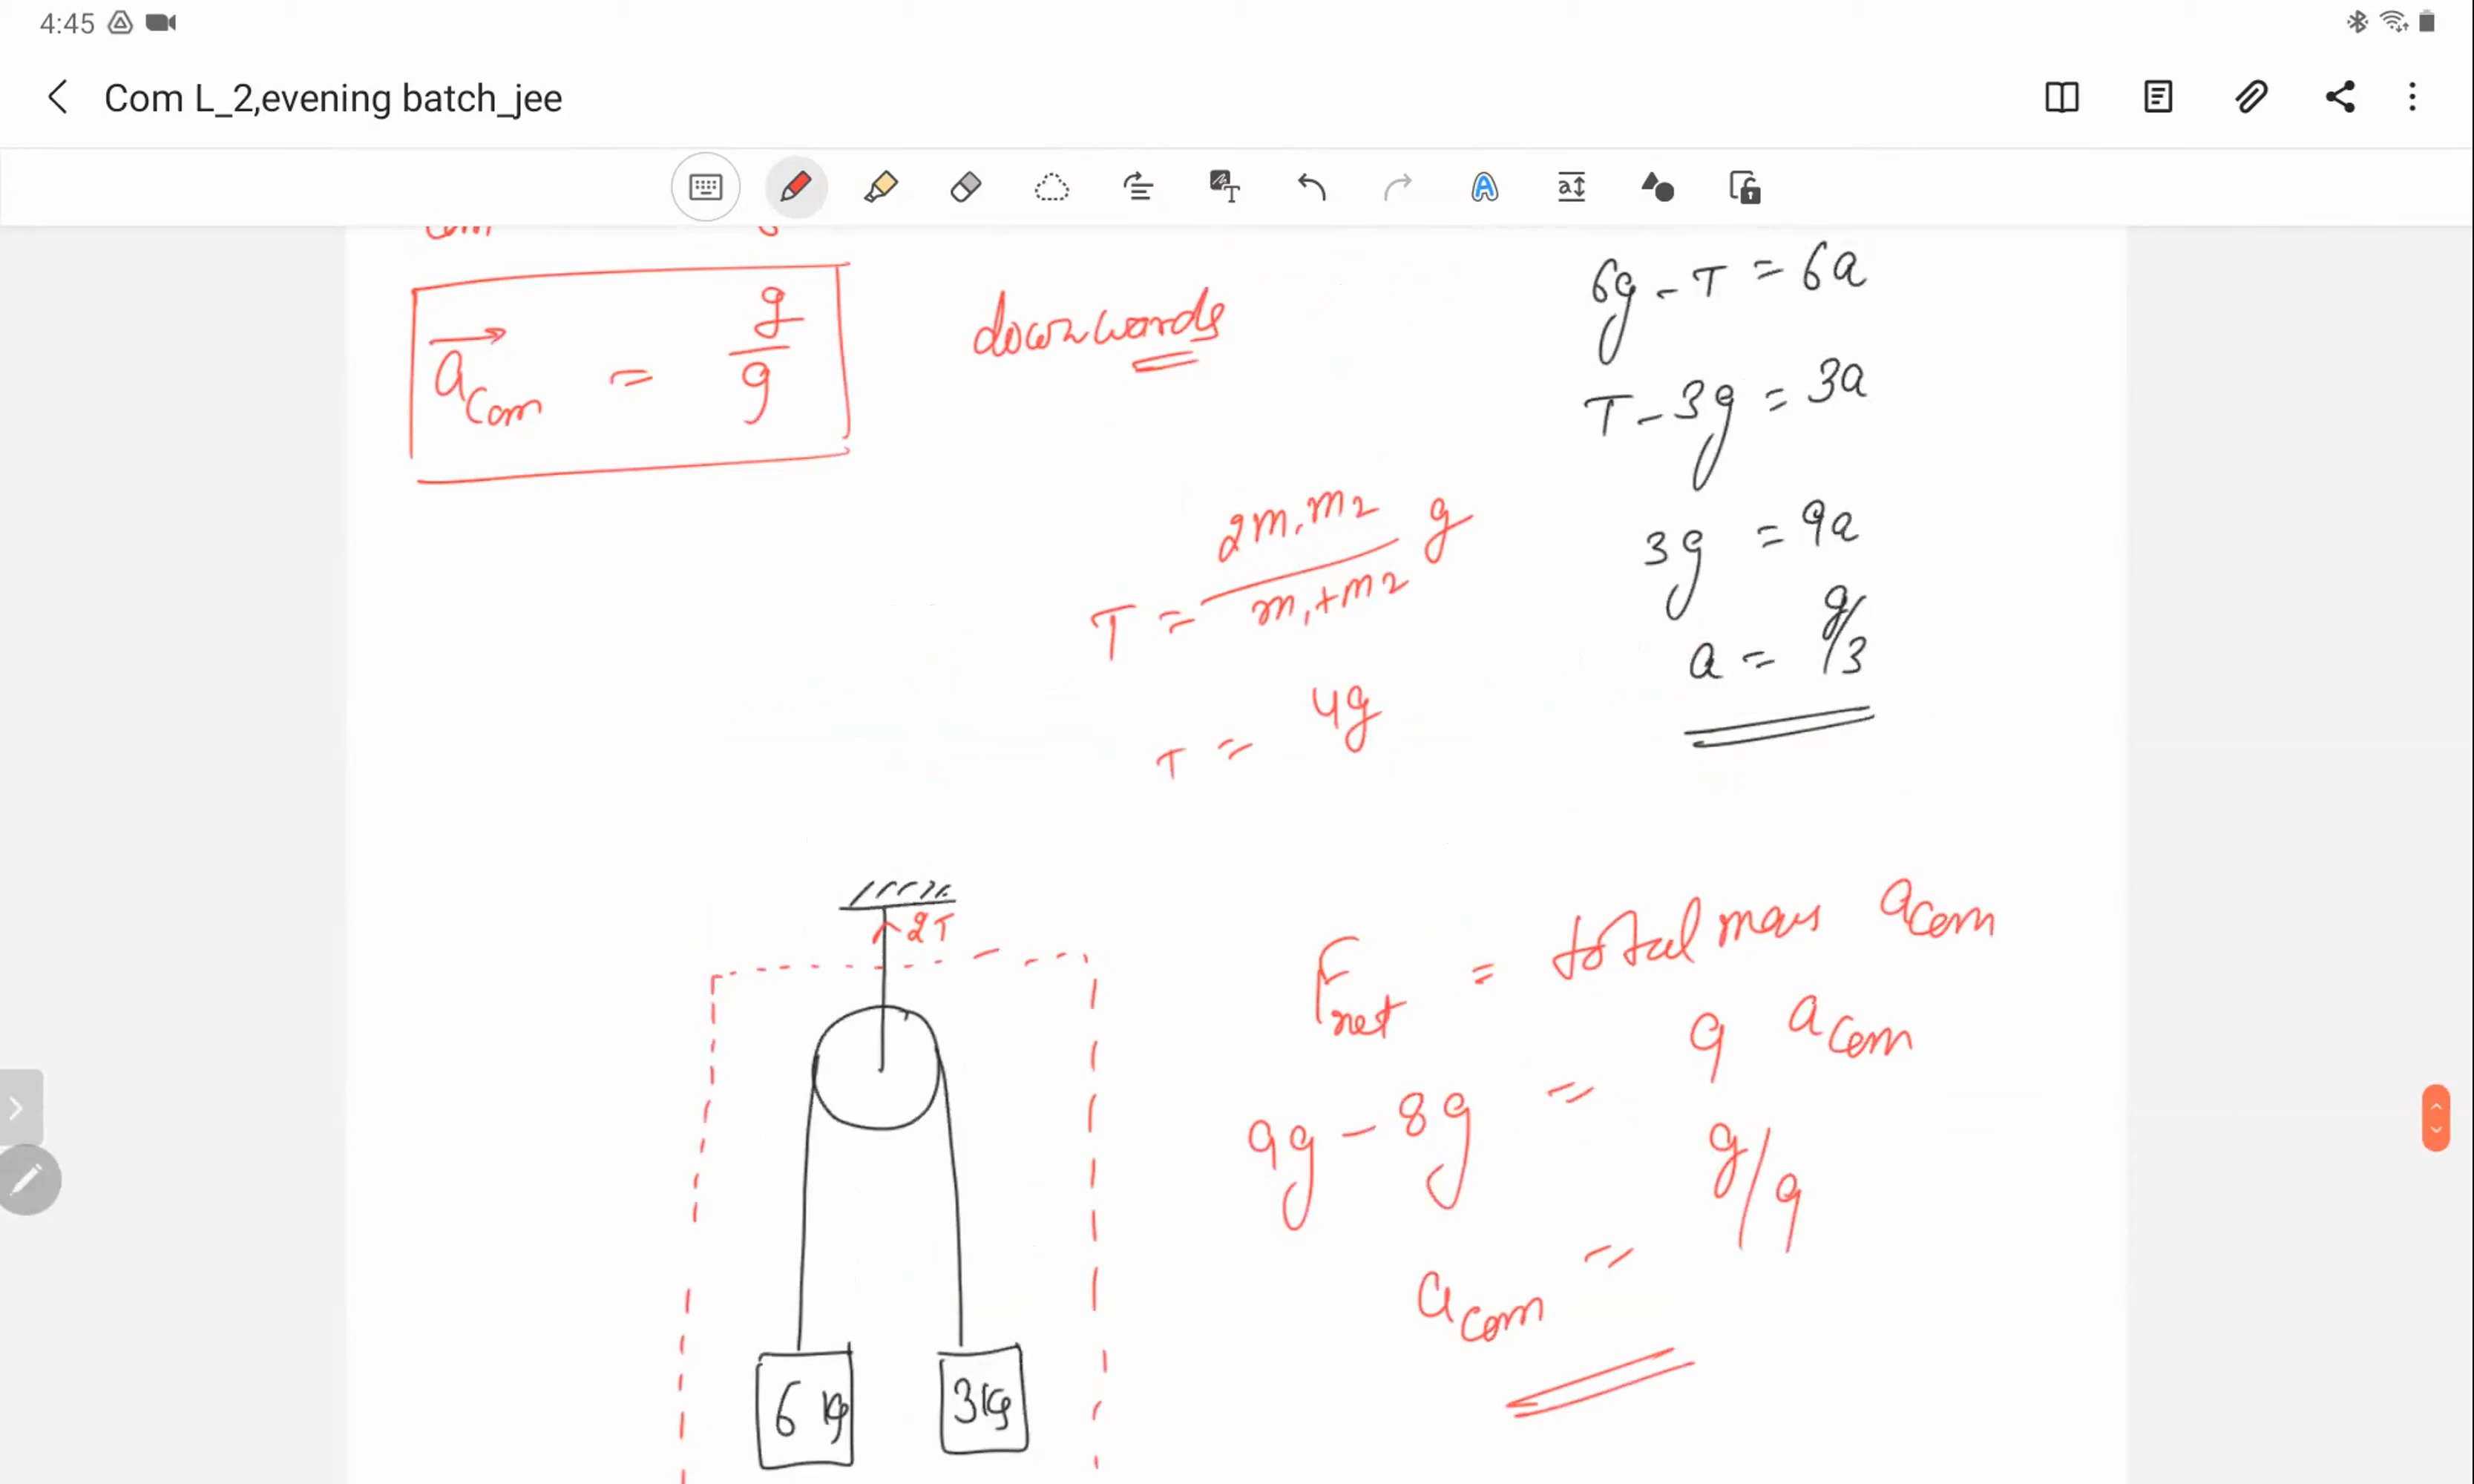 4:45
Com L_2,evening batch_jee
a com = g/9
downwards
6g - T = 6a
T - 3g = 3a
3g = 9a
a = g/3
T = 2m1m2/m1+m2 g
T = 4g
2T
6 kg
3kg
Fnet = total mass acom
9g - 8g = 9 acom
acom = g/9